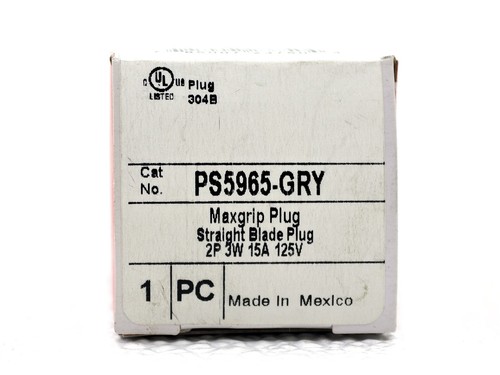 C UL US Plug
LISTED 304B
Cat No. PS5965-GRY
Maxgrip Plug
Straight Blade Plug
2P 3W 15A 125V
1 PC Made In Mexico